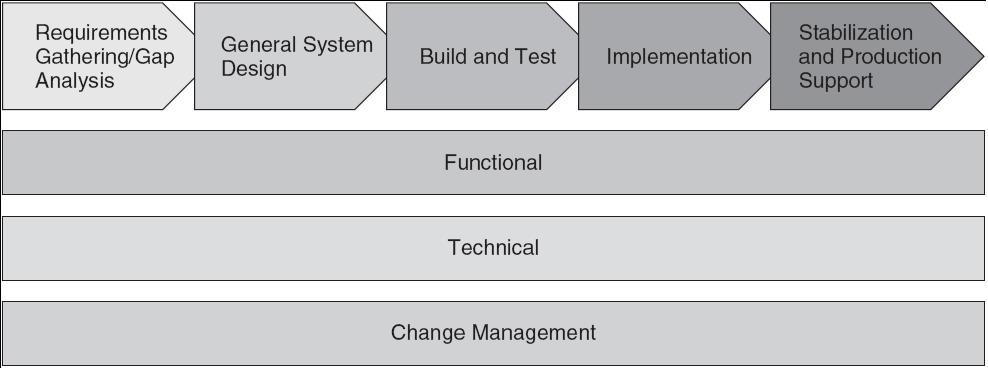 Requirements
Gathering/Gap
Analysis
General System
Design
Build and Test
Implementation
Stabilization
and Production
Support
Functional
Technical
Change Management